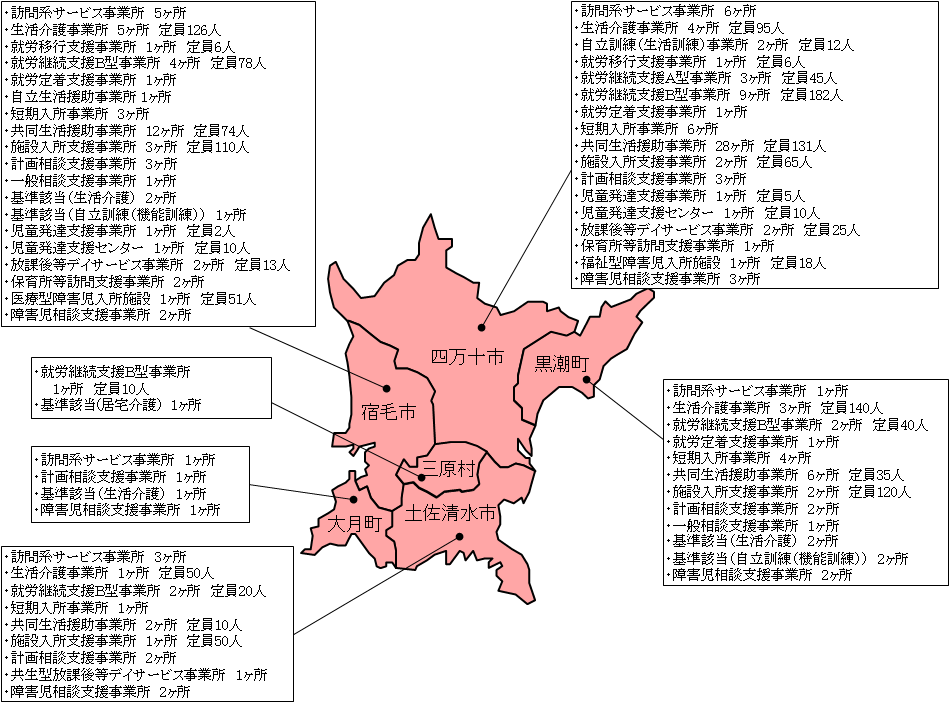 ・訪問系サービス事業所 5ヶ所
・生活介護事業所 5ヶ所 定員126人
・就労移行支援事業所 1ヶ所 定員6人
・就労継続支援B型事業所 4ヶ所 定員78人
・就労定着支援事業所 1ヶ所
・自立生活援助事業所 1ヶ所
・短期入所事業所 3ヶ所
・共同生活援助事業所 12ヶ所 定員74人
・施設入所支援事業所 3ヶ所 定員110人
・計画相談支援事業所 3ヶ所
・一般相談支援事業所 1ヶ所
・基準該当(生活介護) 2ヶ所
・基準該当(自立訓練(機能訓練)) 1ヶ所
・児童発達支援事業所 1ヶ所 定員2人
・児童発達支援センター 1ヶ所 定員10人
・放課後等デイサービス事業所 2ヶ所 定員13人
・保育所等訪問支援事業所 2ヶ所
・医療型障害児入所施設 1ヶ所 定員51人
・障害児相談支援事業所 2ヶ所
・訪問系サービス事業所 6ヶ所
・生活介護事業所 4ヶ所 定員95人
・自立訓練(生活訓練)事業所 2ヶ所 定員12人
・就労移行支援事業所 1ヶ所 定員6人
・就労継続支援A型事業所 3ヶ所 定員45人
・就労継続支援B型事業所 9ヶ所 定員182人
・就労定着支援事業所 1ヶ所
・短期入所事業所 6ヶ所
・共同生活援助事業所 28ヶ所 定員131人
・施設入所支援事業所 2ヶ所 定員65人
・計画相談支援事業所 3ヶ所
・児童発達支援事業所 1ヶ所 定員5人
・児童発達支援センター 1ヶ所 定員10人
・放課後等デイサービス事業所 2ヶ所 定員25人
・保育所等訪問支援事業所 1ヶ所
・福祉型障害児入所施設 1ヶ所 定員18人
・障害児相談支援事業所 3ヶ所
四万十市
黒潮町
宿毛市
三原村
土佐清水市
大月町
・就労継続支援B型事業所
1ヶ所 定員10人
・基準該当(居宅介護) 1ヶ所
・訪問系サービス事業所 1ヶ所
・計画相談支援事業所 1ヶ所
・基準該当(生活介護) 1ヶ所
・障害児相談支援事業所 1ヶ所
・訪問系サービス事業所 3ヶ所
・生活介護事業所 1ヶ所 定員50人
・就労継続支援B型事業所 2ヶ所 定員20人
・短期入所事業所 1ヶ所
・共同生活援助事業所 2ヶ所 定員10人
・施設入所支援事業所 1ヶ所 定員50人
・計画相談支援事業所 2ヶ所
・共生型放課後等デイサービス事業所 1ヶ所
・障害児相談支援事業所 2ヶ所
・訪問系サービス事業所 1ヶ所
・生活介護事業所 3ヶ所 定員140人
・就労継続支援B型事業所 2ヶ所 定員40人
・就労定着支援事業所 1ヶ所
・短期入所事業所 4ヶ所
・共同生活援助事業所 6ヶ所 定員35人
・施設入所支援事業所 2ヶ所 定員120人
・計画相談支援事業所 2ヶ所
・一般相談支援事業所 1ヶ所
・基準該当(生活介護) 2ヶ所
・基準該当(自立訓練(機能訓練)) 2ヶ所
・障害児相談支援事業所 2ヶ所